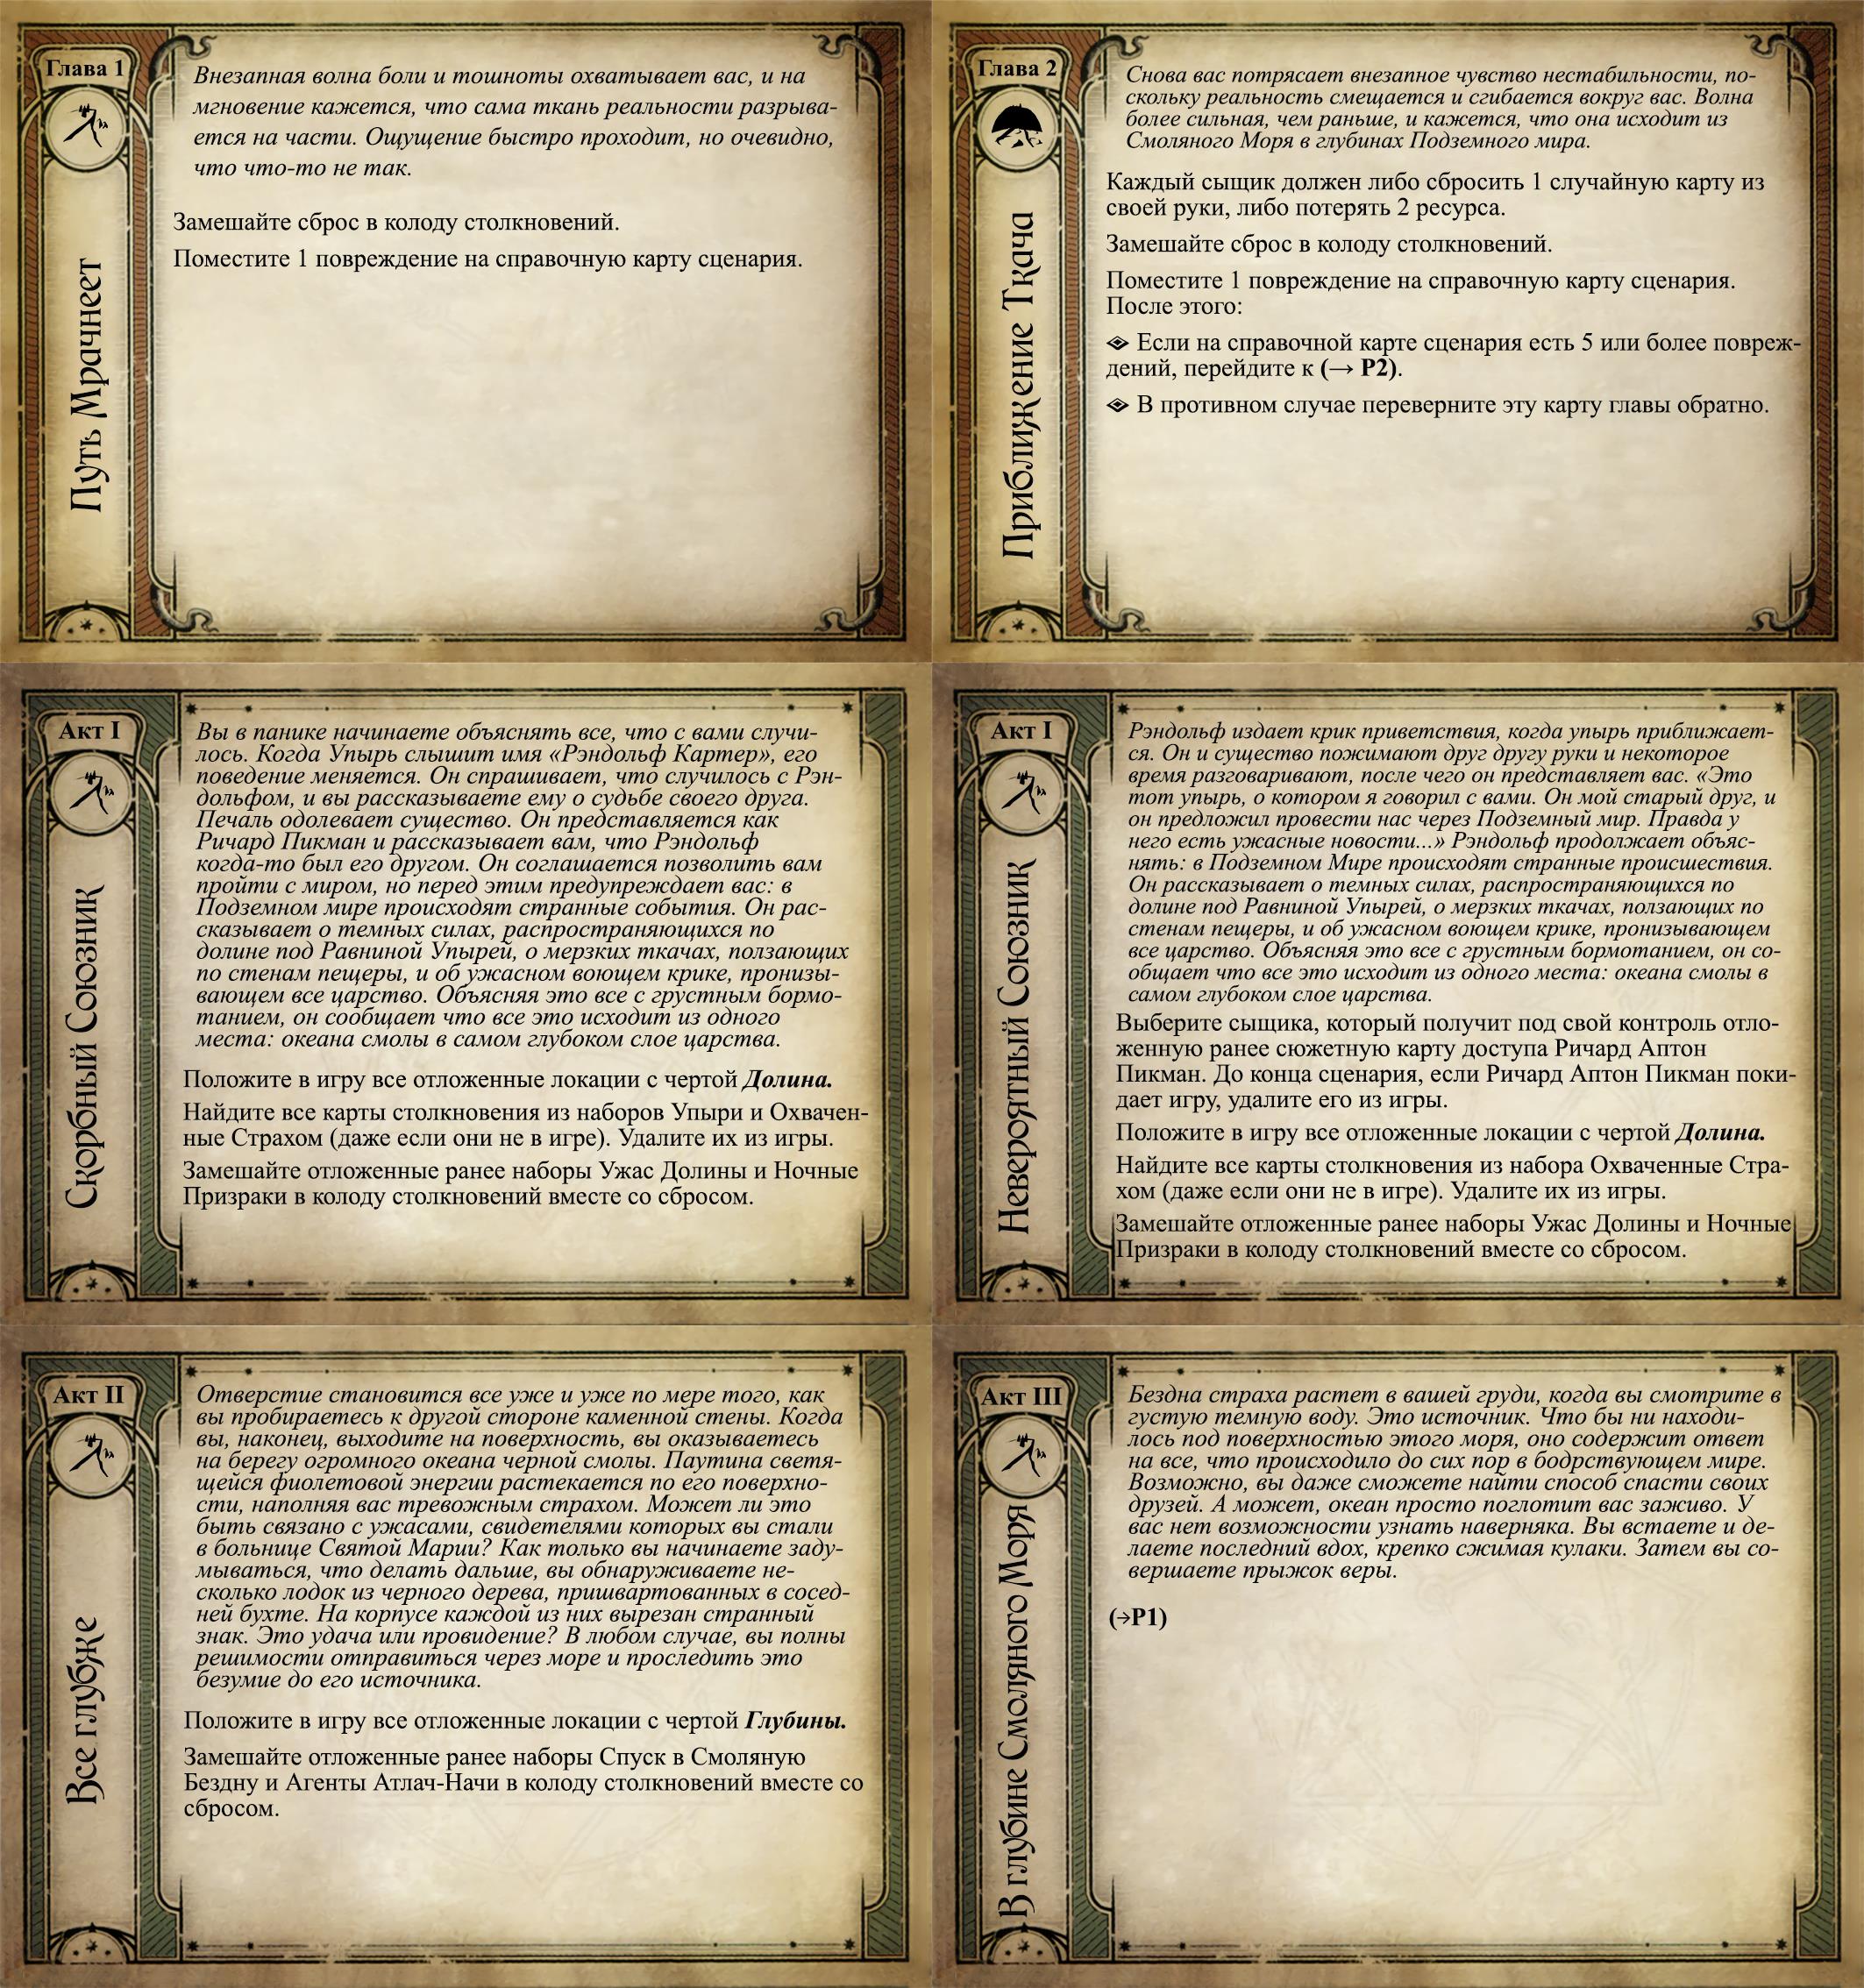 Глава 1
Путь Мрачнеет
Внезапная волна боли и тошноты охватывает вас, и на
мгновение кажется, что сама ткань реальности разрыва-
ется на части. Ощущение быстро проходит, но очевидно,
что что-то не так.
Замешайте сброс в колоду столкновений.
Поместите 1 повреждение на справочную карту сценария.
Глава 2
Приближение Ткача
Снова вас потрясает внезапное чувство нестабильности, по-
скольку реальность смещается и сгибается вокруг вас. Волна
более сильная, чем раньше, и кажется, что она исходит из
Смоляного Моря в глубинах Подземного мира.
Каждый сыщик должен либо сбросить 1 случайную карту из
своей руки, либо потерять 2 ресурса.
Замешайте сброс в колоду столкновений.
Поместите 1 повреждение на справочную карту сценария.
После этого:
Если на справочной карте сценария есть 5 или более повреж-
дений, перейдите к (→ Р2).
В противном случае переверните эту карту главы обратно.
Акт I
Скорбный Союзник
Вы в панике начинаете объяснять все, что с вами случи-
лось. Когда Упырь слышит имя «Рэндольф Картер», его
поведение меняется. Он спрашивает, что случилось с Рэн-
дольфом, и вы рассказываете ему о судьбе своего друга.
Печаль одолевает существо. Он представляется как
Ричард Пикман и рассказывает вам, что Рэндольф
когда-то был его другом. Он соглашается позволить вам
пройти с миром, но перед этим предупреждает вас: в
Подземном мире происходят странные события. Он рас-
сказывает о темных силах, распространяющихся по
долине под Равниной Упырей, о мерзких ткачах, ползающих
по стенам пещеры, и об ужасном воющем крике, пронизы-
вающем все царство. Объясняя это все с грустным бормо-
танием, он сообщает что все это исходит из одного
места: океана смолы в самом глубоком слое царства.
Положите в игру все отложенные локации с чертой Долина.
Найдите все карты столкновения из наборов Упыри и Охвачен-
ные Страхом (даже если они не в игре). Удалите их из игры.
Замешайте отложенные ранее наборы Ужас Долины и Ночные
Призраки в колоду столкновений вместе со сбросом.
Акт I
Невероятный Союзник
Рэндольф издает крик приветствия, когда упырь приближает-
ся. Он и существо пожимают друг другу руки и некоторое
время разговаривают, после чего он представляет вас. «Это
тот упырь, о котором я говорил с вами. Он мой старый друг, и
он предложил провести нас через Подземный мир. Правда у
него есть ужасные новости...» Рэндольф продолжает объяс-
нять: в Подземном Мире происходят странные происшествия.
Он рассказывает о темных силах, распространяющихся по
долине под Равниной Упырей, о мерзких ткачах, ползающих по
стенам пещеры, и об ужасном воющем крике, пронизывающем
все царство. Объясняя это все с грустным бормотанием, он со-
общает что все это исходит из одного места: океана смолы в
самом глубоком слое царства.
Выберите сыщика, который получит под свой контроль отло-
женную ранее сюжетную карту доступа Ричард Аптон
Пикман. До конца сценария, если Ричард Аптон Пикман поки-
дает игру, удалите его из игры.
Положите в игру все отложенные локации с чертой Долина.
Найдите все карты столкновения из набора Охваченные Стра-
хом (даже если они не в игре). Удалите их из игры.
Замешайте отложенные ранее наборы Ужас Долины и Ночные
Призраки в колоду столкновений вместе со сбросом.
Акт II
Все глубже
Отверстие становится все уже и уже по мере того, как
вы пробираетесь к другой стороне каменной стены. Когда
вы, наконец, выходите на поверхность, вы оказываетесь
на берегу огромного океана черной смолы. Паутина светя-
щейся фиолетовой энергии растекается по его поверхно-
сти, наполняя вас тревожным страхом. Может ли это
быть связано с ужасами, свидетелями которых вы стали
в больнице Святой Марии? Как только вы начинаете заду-
мываться, что делать дальше, вы обнаруживаете не-
сколько лодок из черного дерева, пришвартованных в сосед-
ней бухте. На корпусе каждой из них вырезан странный
знак. Это удача или провидение? В любом случае, вы полны
решимости отправиться через море и проследить это
безумие до его источника.
Положите в игру все отложенные локации с чертой Глубины.
Замешайте отложенные ранее наборы Спуск в Смоляную
Бездну и Агенты Атлач-Начи в колоду столкновений вместе со
сбросом.
Акт III
В глубине Смоляного Моря
Бездна страха растет в вашей груди, когда вы смотрите в
густую темную воду. Это источник. Что бы ни находи-
лось под поверхностью этого моря, оно содержит ответ
на все, что происходило до сих пор в бодрствующем мире.
Возможно, вы даже сможете найти способ спасти своих
друзей. А может, океан просто поглотит вас заживо. У
вас нет возможности узнать наверняка. Вы встаете и де-
лаете последний вдох, крепко сжимая кулаки. Затем вы со-
вершаете прыжок веры.
(→Р1)